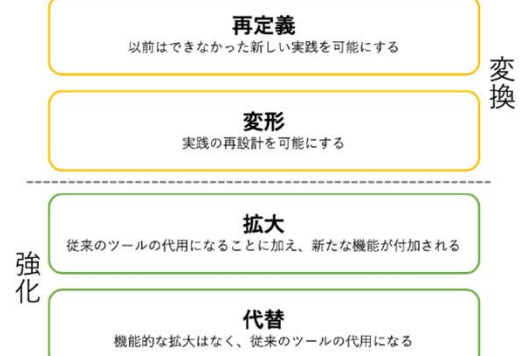 再定義
以前はできなかった新しい実践を可能にする
変換
変形
実践の再設計を可能にする
拡大
従来のツールの代用になることに加え、新たな機能が付加される
強化
代替
機能的な拡大はなく、従来のツールの代用になる